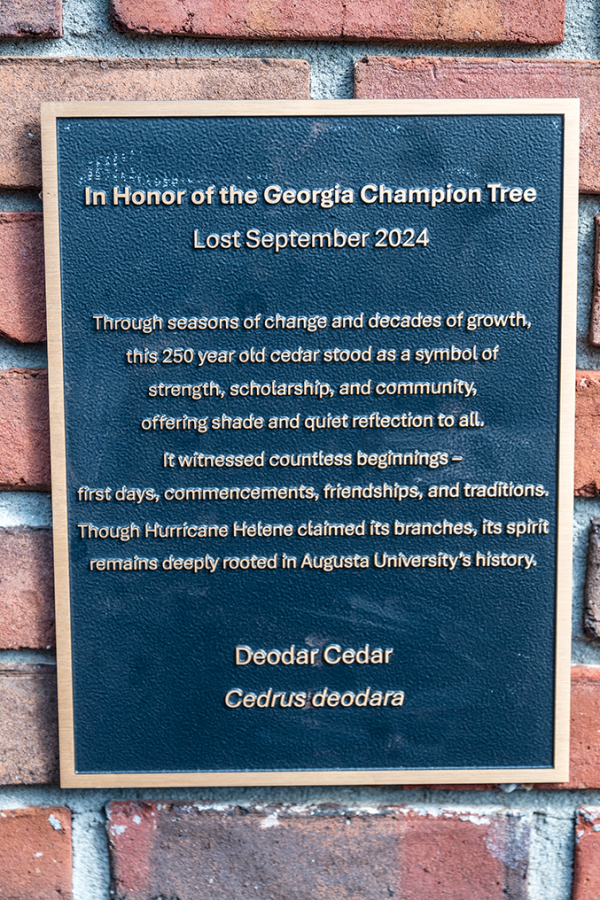 In Honor of the Georgia Champion Tree
Lost September 2024
Through seasons of change and decades of growth,
this 250 year old cedar stood as a symbol of
strength, scholarship, and community,
offering shade and quiet reflection to all.
It witnessed countless beginnings –
first days, commencements, friendships, and traditions.
Though Hurricane Helene claimed its branches, its spirit
remains deeply rooted in Augusta University's history.
Deodar Cedar
Cedrus deodara